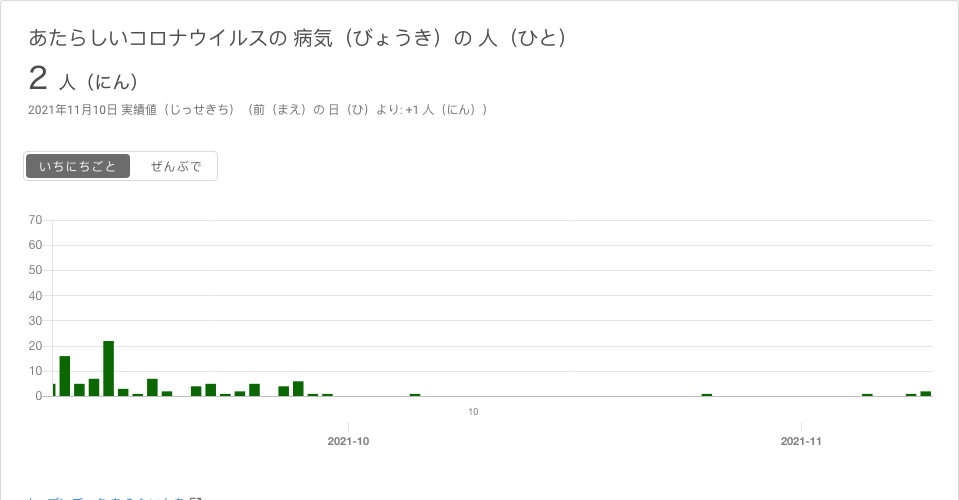 あたらしいコロナウイルスの 病気（びょうき）の 人（ひと）
2 人（にん）
2021年11月10日 実績値（じっせきち）（前（まえ）の 日（ひ）より: +1 人（にん））
いちにちごと ぜんぶで
70
60
50
40
30
20
10
0
10
2021-10 2021-11